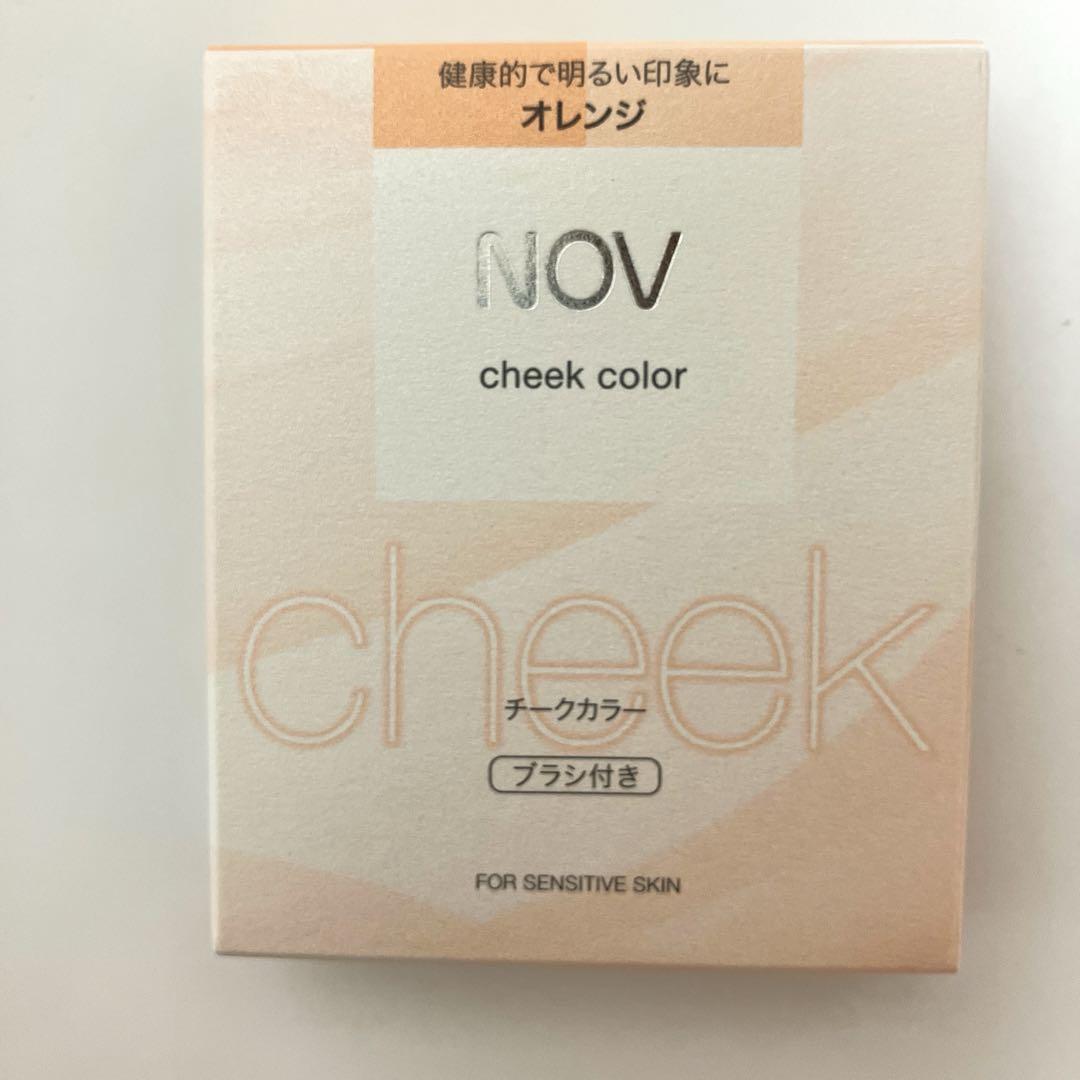 健康的で明るい印象に
オレンジ
NOV
cheek color
cheek
チークカラー
ブラシ付き
FOR SENSITIVE SKIN